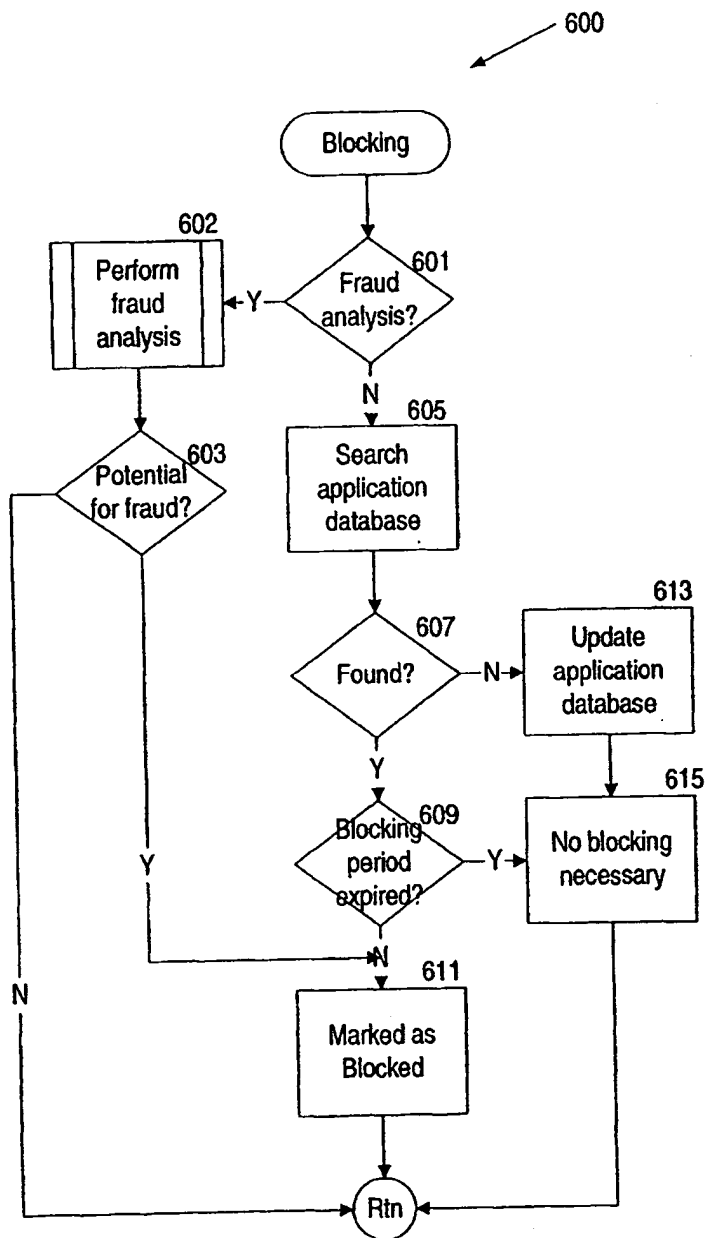 600
Blocking
602
Perform
fraud
analysis
601
Fraud
analysis?
Y
N
603
Potential
for fraud?
605
Search
application
database
607
Found?
N
613
Update
application
database
Y
609
Blocking
period
expired?
Y
615
No blocking
necessary
Y
N
N
611
Marked as
Blocked
Rtn